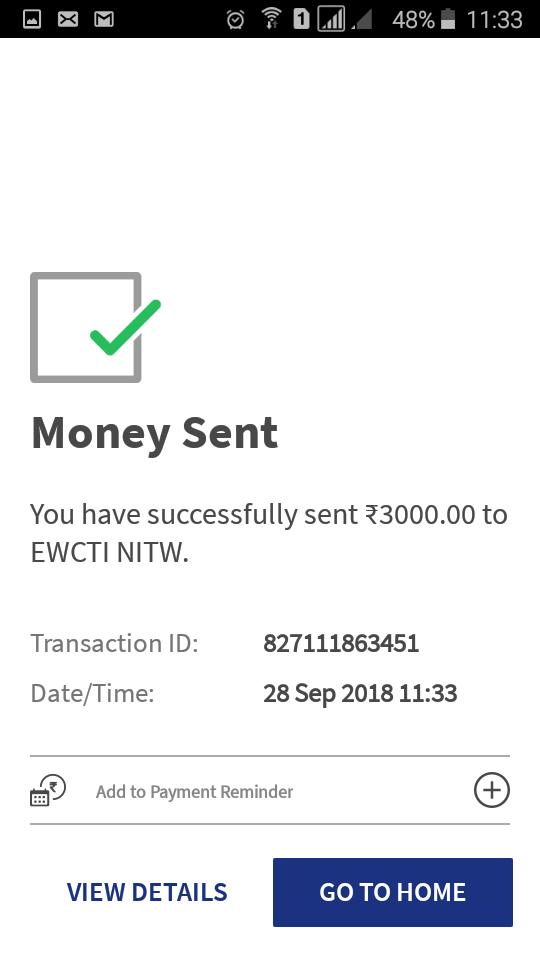 1 48% 11:33
Money Sent
You have successfully sent ₹3000.00 to
EWCTI NITW.
Transaction ID: 827111863451
Date/Time: 28 Sep 2018 11:33
₹ Add to Payment Reminder
VIEW DETAILS GO TO HOME